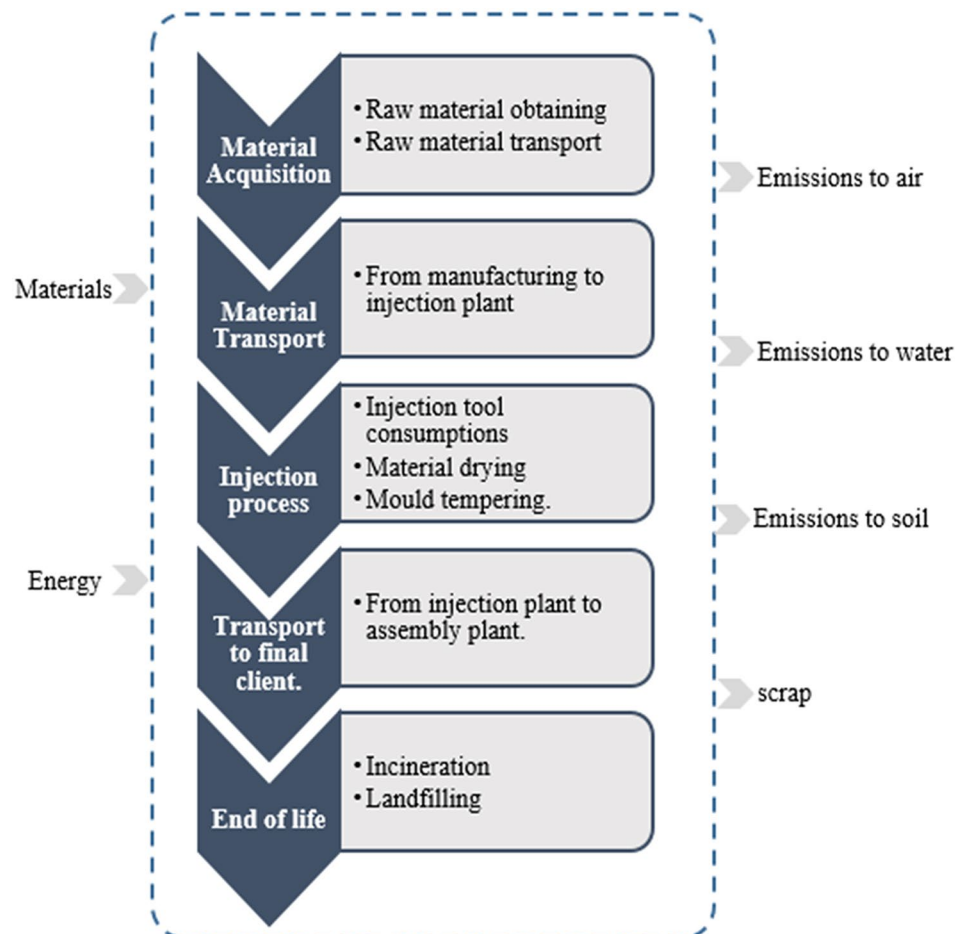 Material
Acquisition
• Raw material obtaining
• Raw material transport
Emissions to air
Materials
Material
Transport
• From manufacturing to
injection plant
Emissions to water
Injection
process
• Injection tool
consumptions
• Material drying
• Mould tempering.
Emissions to soil
Energy
Transport
to final
client.
• From injection plant to
assembly plant.
scrap
End of life
• Incineration
• Landfilling